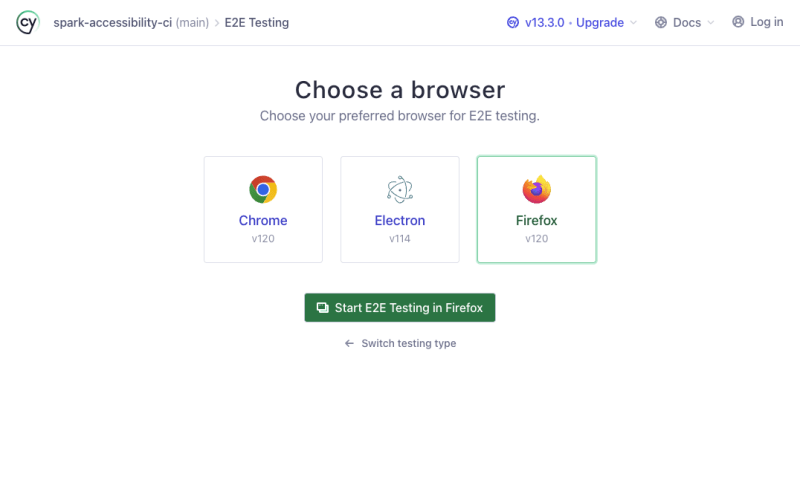 cy spark-accessibility-ci (main) > E2E Testing v13.3.0 • Upgrade Docs Log in
Choose a browser
Choose your preferred browser for E2E testing.
Chrome Electron Firefox
v120 v114 v120
Start E2E Testing in Firefox
← Switch testing type